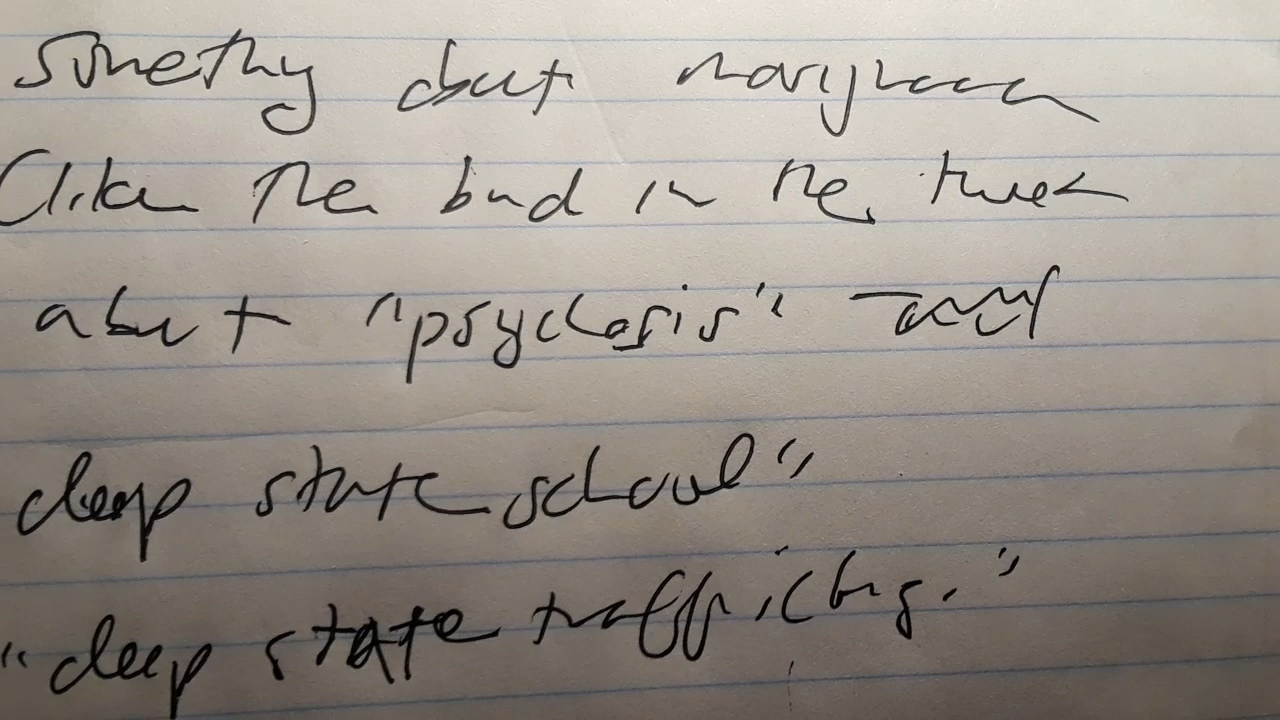 Something about marijuana
(like the bird in the tweet
about "psychosis" and
deep state school"
"deep state trafficking."